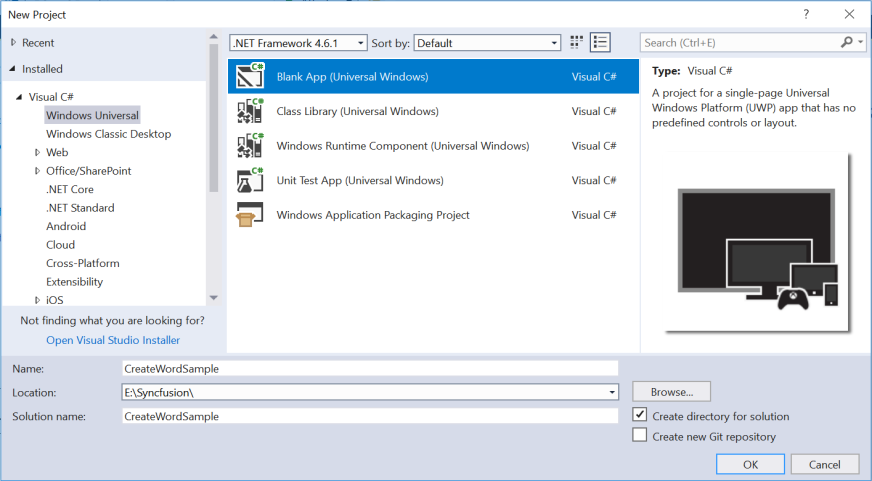 New Project
?
Recent
.NET Framework 4.6.1
Sort by:
Default
Search (Ctrl+E)
Installed
Visual C#
Windows Universal
Windows Classic Desktop
Web
Office/SharePoint
.NET Core
.NET Standard
Android
Cloud
Cross-Platform
Extensibility
iOS
Not finding what you are looking for?
Open Visual Studio Installer
C# Blank App (Universal Windows) Visual C#
C# Class Library (Universal Windows) Visual C#
C# Windows Runtime Component (Universal Windows) Visual C#
C# Unit Test App (Universal Windows) Visual C#
Windows Application Packaging Project Visual C#
Type: Visual C#
A project for a single-page Universal
Windows Platform (UWP) app that has no
predefined controls or layout.
Name: CreateWordSample
Location: E:\Syncfusion\
Browse...
Solution name: CreateWordSample
Create directory for solution
Create new Git repository
OK
Cancel